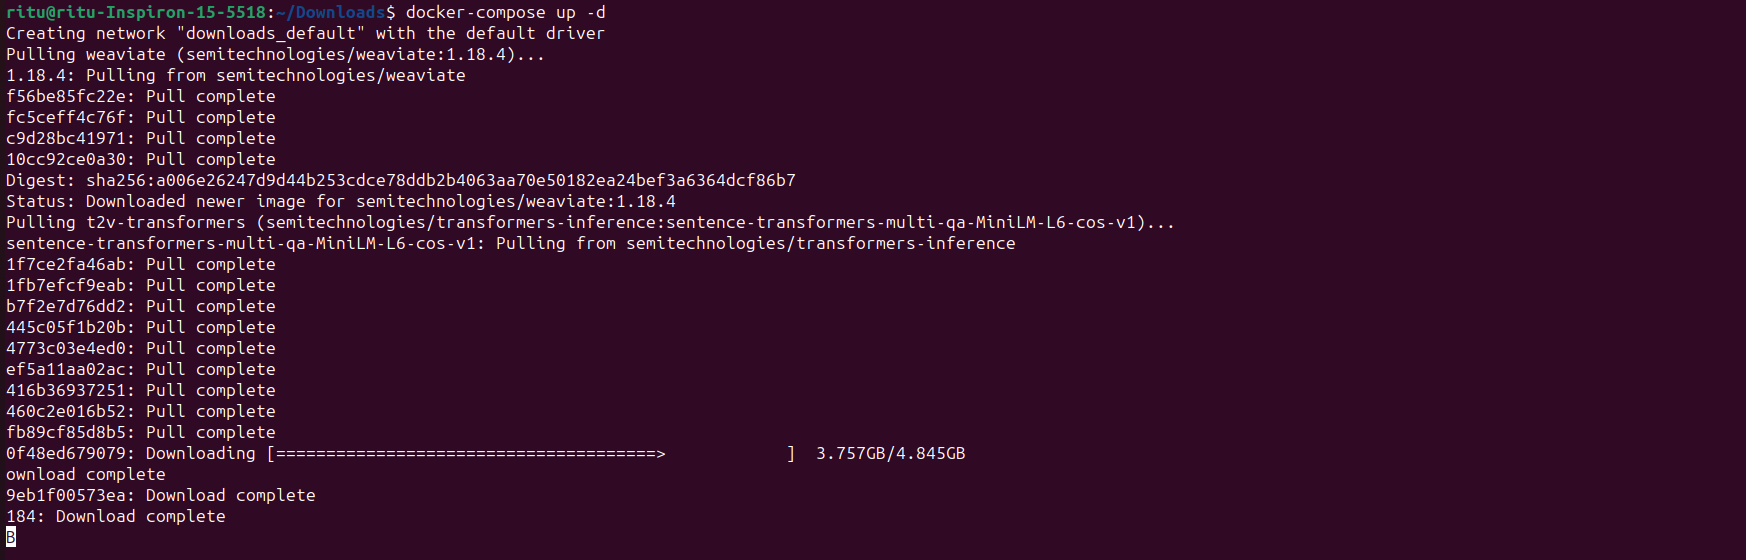 ritu@ritu-Inspiron-15-5518:~/Downloads$ docker-compose up -d
Creating network "downloads_default" with the default driver
Pulling weaviate (semitechnologies/weaviate:1.18.4)...
1.18.4: Pulling from semitechnologies/weaviate
f56be85fc22e: Pull complete
fc5ceff4c76f: Pull complete
c9d28bc41971: Pull complete
10cc92ce0a30: Pull complete
Digest: sha256:a006e26247d9d44b253cdce78ddb2b4063aa70e50182ea24bef3a6364dcf86b7
Status: Downloaded newer image for semitechnologies/weaviate:1.18.4
Pulling t2v-transformers (semitechnologies/transformers-inference:sentence-transformers-multi-qa-MiniLM-L6-cos-v1)...
sentence-transformers-multi-qa-MiniLM-L6-cos-v1: Pulling from semitechnologies/transformers-inference
1f7ce2fa46ab: Pull complete
1fb7efcf9eab: Pull complete
b7f2e7d76dd2: Pull complete
445c05f1b20b: Pull complete
4773c03e4ed0: Pull complete
ef5a11aa02ac: Pull complete
416b36937251: Pull complete
460c2e016b52: Pull complete
fb89cf85d8b5: Pull complete
0f48ed679079: Downloading [======================================>            ]  3.757GB/4.845GB
ownload complete
9eb1f00573ea: Download complete
184: Download complete
B